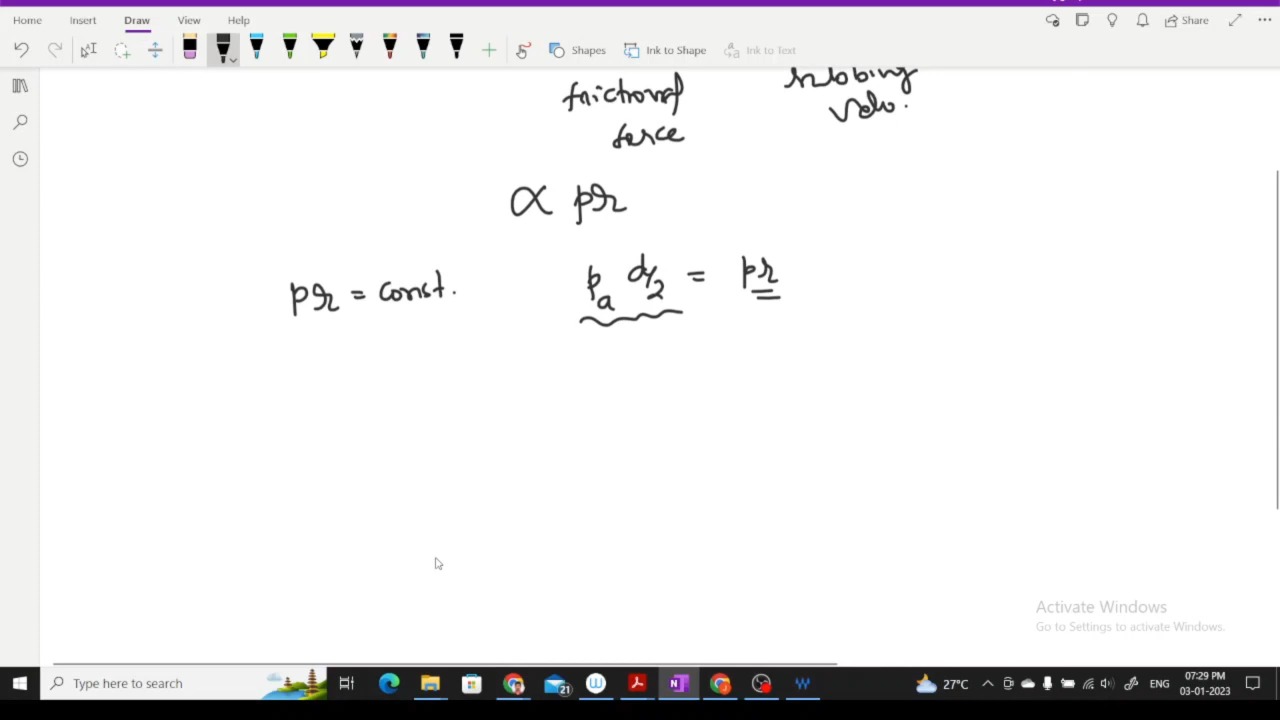 Home Insert Draw View Help Share
Shapes Ink to Shape Ink to Text
frictional rubbing
force velo.
∝ pr
pr = const. pₐ d/2 = pr
Activate Windows
Go to Settings to activate Windows.
Type here to search 21 27°C ENG 07:29 PM
03-01-2023